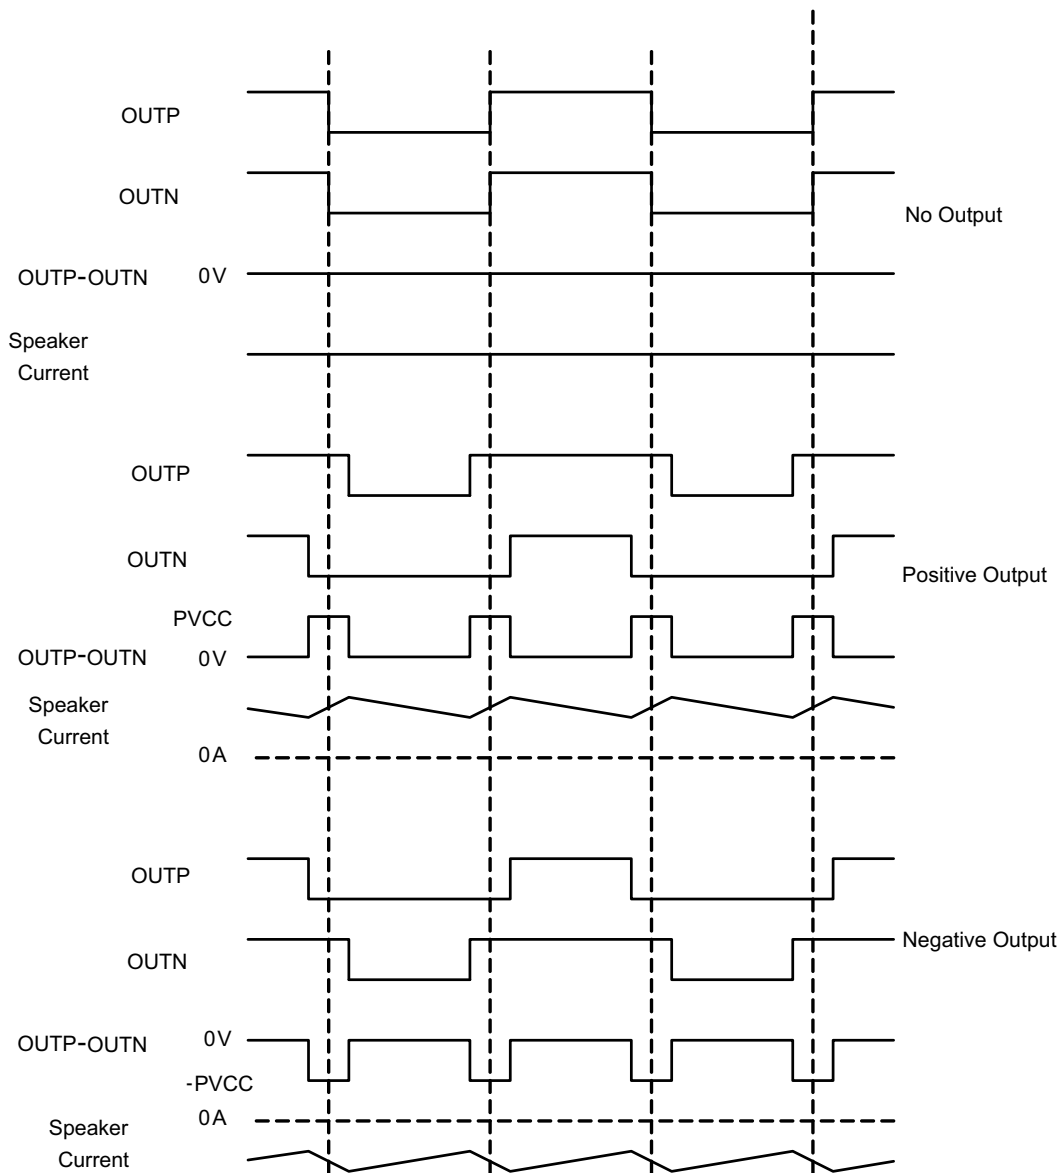 OUTP
OUTN
No Output
OUTP-OUTN 0V
Speaker
Current
OUTP
OUTN
Positive Output
PVCC
OUTP-OUTN 0V
Speaker
Current
0A
OUTP
OUTN
Negative Output
OUTP-OUTN 0V
-PVCC
0A
Speaker
Current